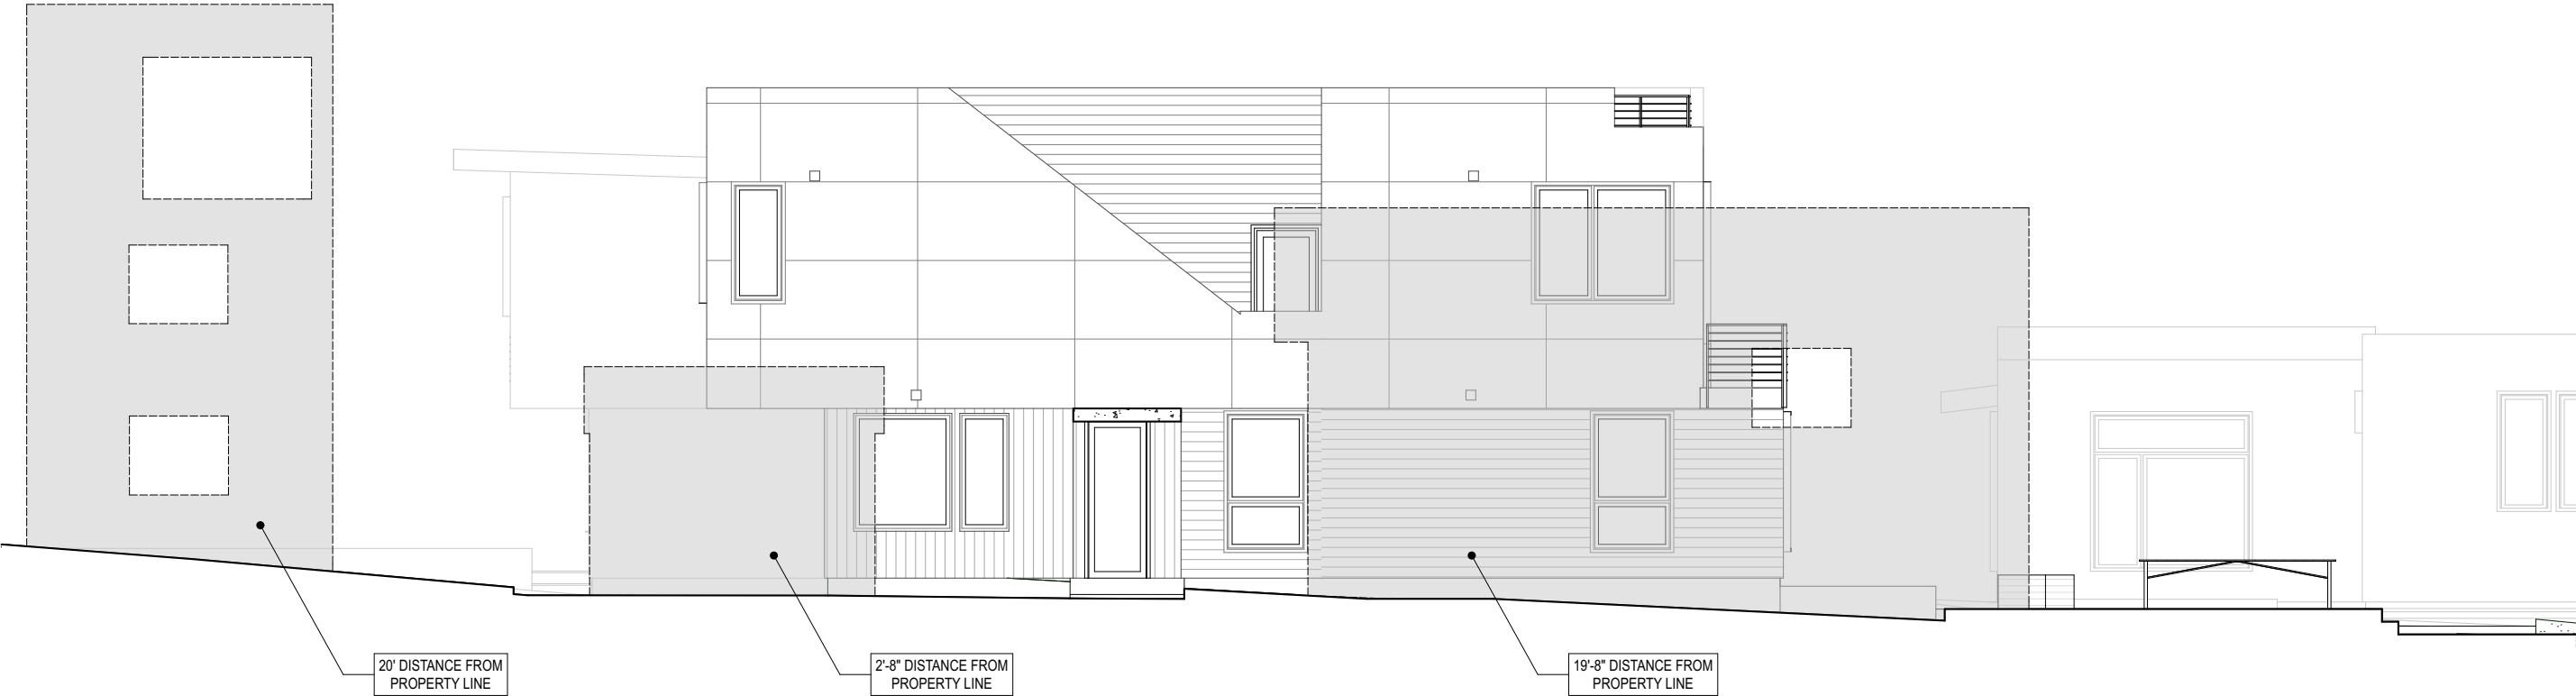 20' DISTANCE FROM
PROPERTY LINE
2'-8" DISTANCE FROM
PROPERTY LINE
19'-8" DISTANCE FROM
PROPERTY LINE